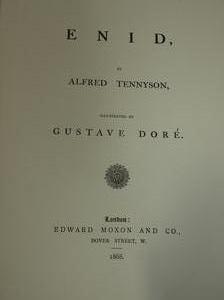 ENID,
BY
ALFRED TENNYSON,
ILLUSTRATED BY
GUSTAVE DORÉ.
London:
EDWARD MOXON AND CO.,
DOVER STREET, W.
1868.